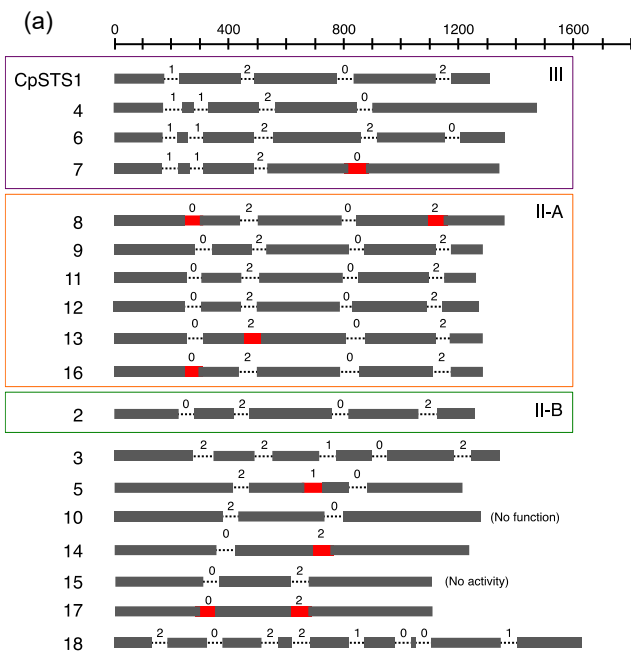 (a)
0 400 800 1200 1600
1 2 0 2 III
CpSTS1
1 1 2 0
4
1 1 2 2 0
6
1 1 2 0
7
0 2 0 2 II-A
8
0 2 0 2
9
0 2 0 2
11
0 2 0 2
12
0 2 0 2
13
0 2 0 2
16
0 2 0 2 II-B
2
2 2 1 0 2
3
2 1 0
5
2 0
10 (No function)
0 2
14
0 2
15 (No activity)
0 2
17
2 0 2 2 1 0 0 1
18